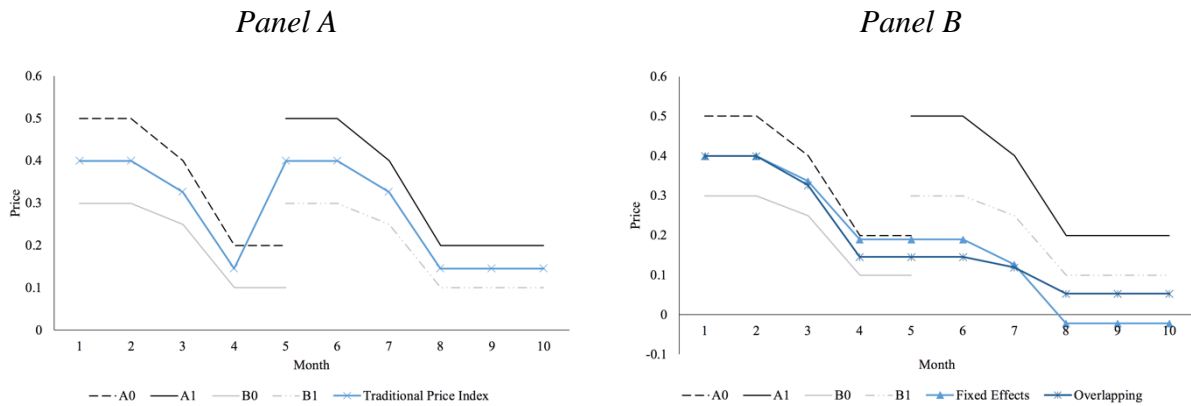 Panel A
Panel B
0.6
0.5
0.4
0.3
0.2
0.1
0
Price
1 2 3 4 5 6 7 8 9 10
Month
A0 A1 B0 B1 Traditional Price Index
0.6
0.5
0.4
0.3
0.2
0.1
0
-0.1
Price
1 2 3 4 5 6 7 8 9 10
Month
A0 A1 B0 B1 Fixed Effects Overlapping